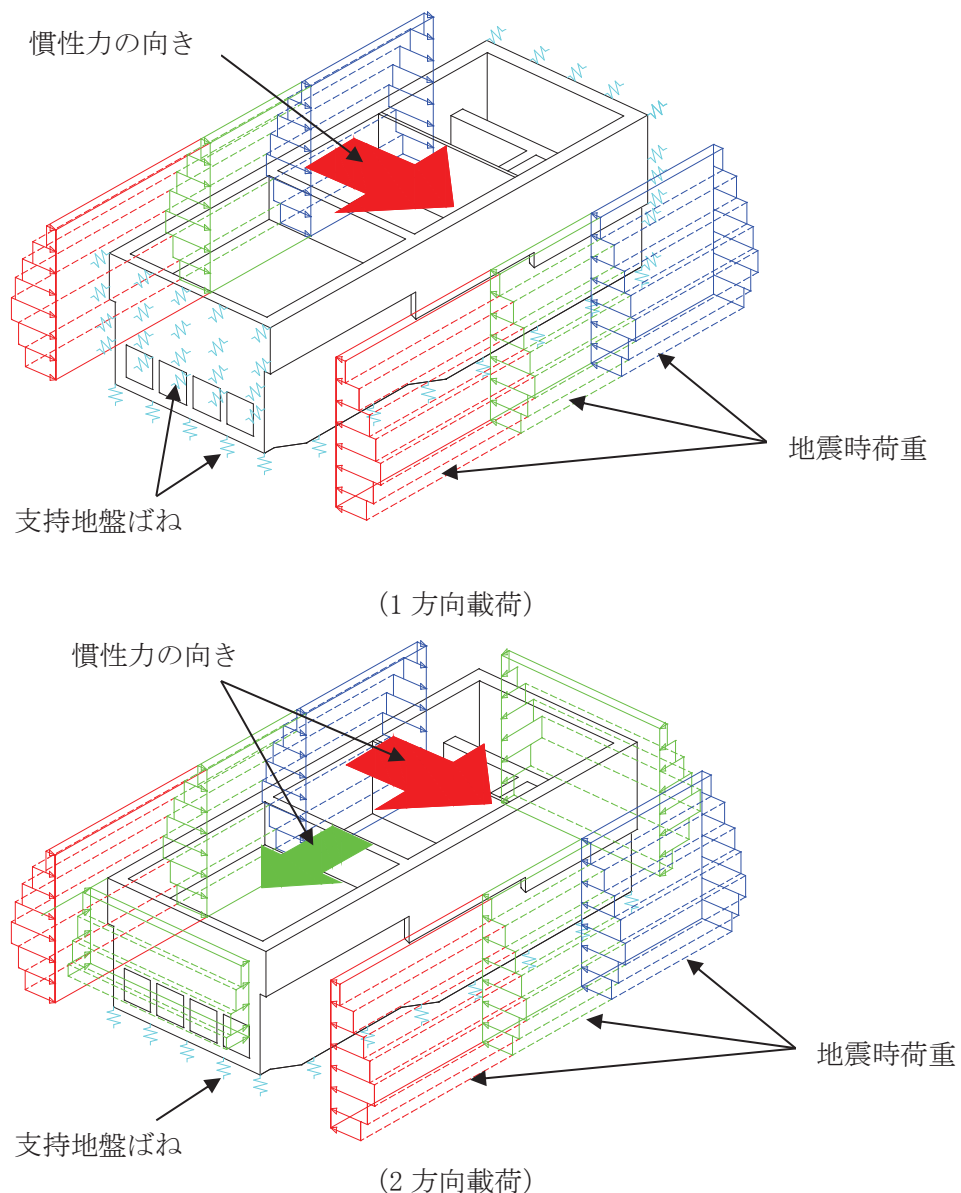 慣性力の向き
地震時荷重
支持地盤ばね
(1 方向載荷)
慣性力の向き
地震時荷重
支持地盤ばね
(2 方向載荷)